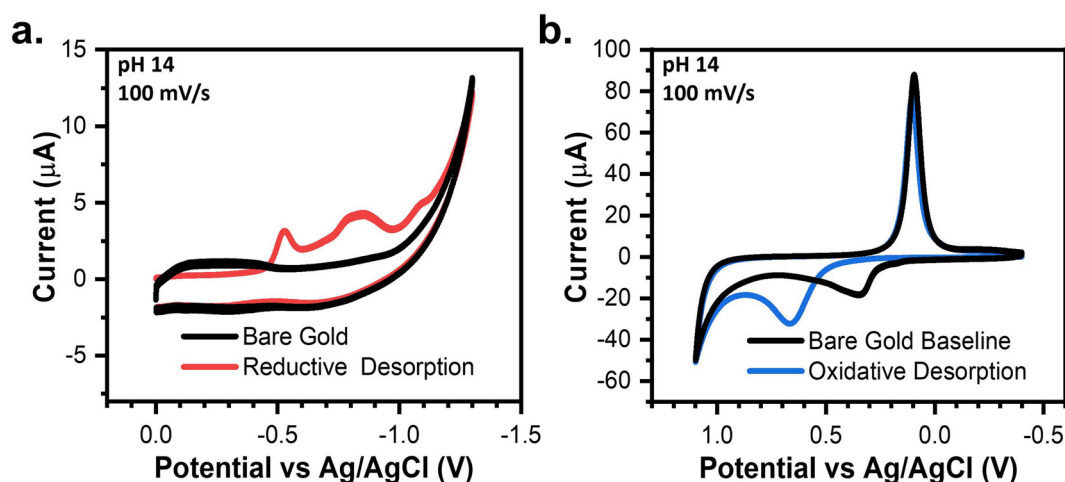 a.
pH 14
100 mV/s
15
10
5
0
-5
Current (μA)
Bare Gold
Reductive Desorption
0.0
-0.5
-1.0
-1.5
Potential vs Ag/AgCl (V)
b.
pH 14
100 mV/s
100
80
60
40
20
0
-20
-40
-60
Current (μA)
Bare Gold Baseline
Oxidative Desorption
1.0
0.5
0.0
-0.5
Potential vs Ag/AgCl (V)